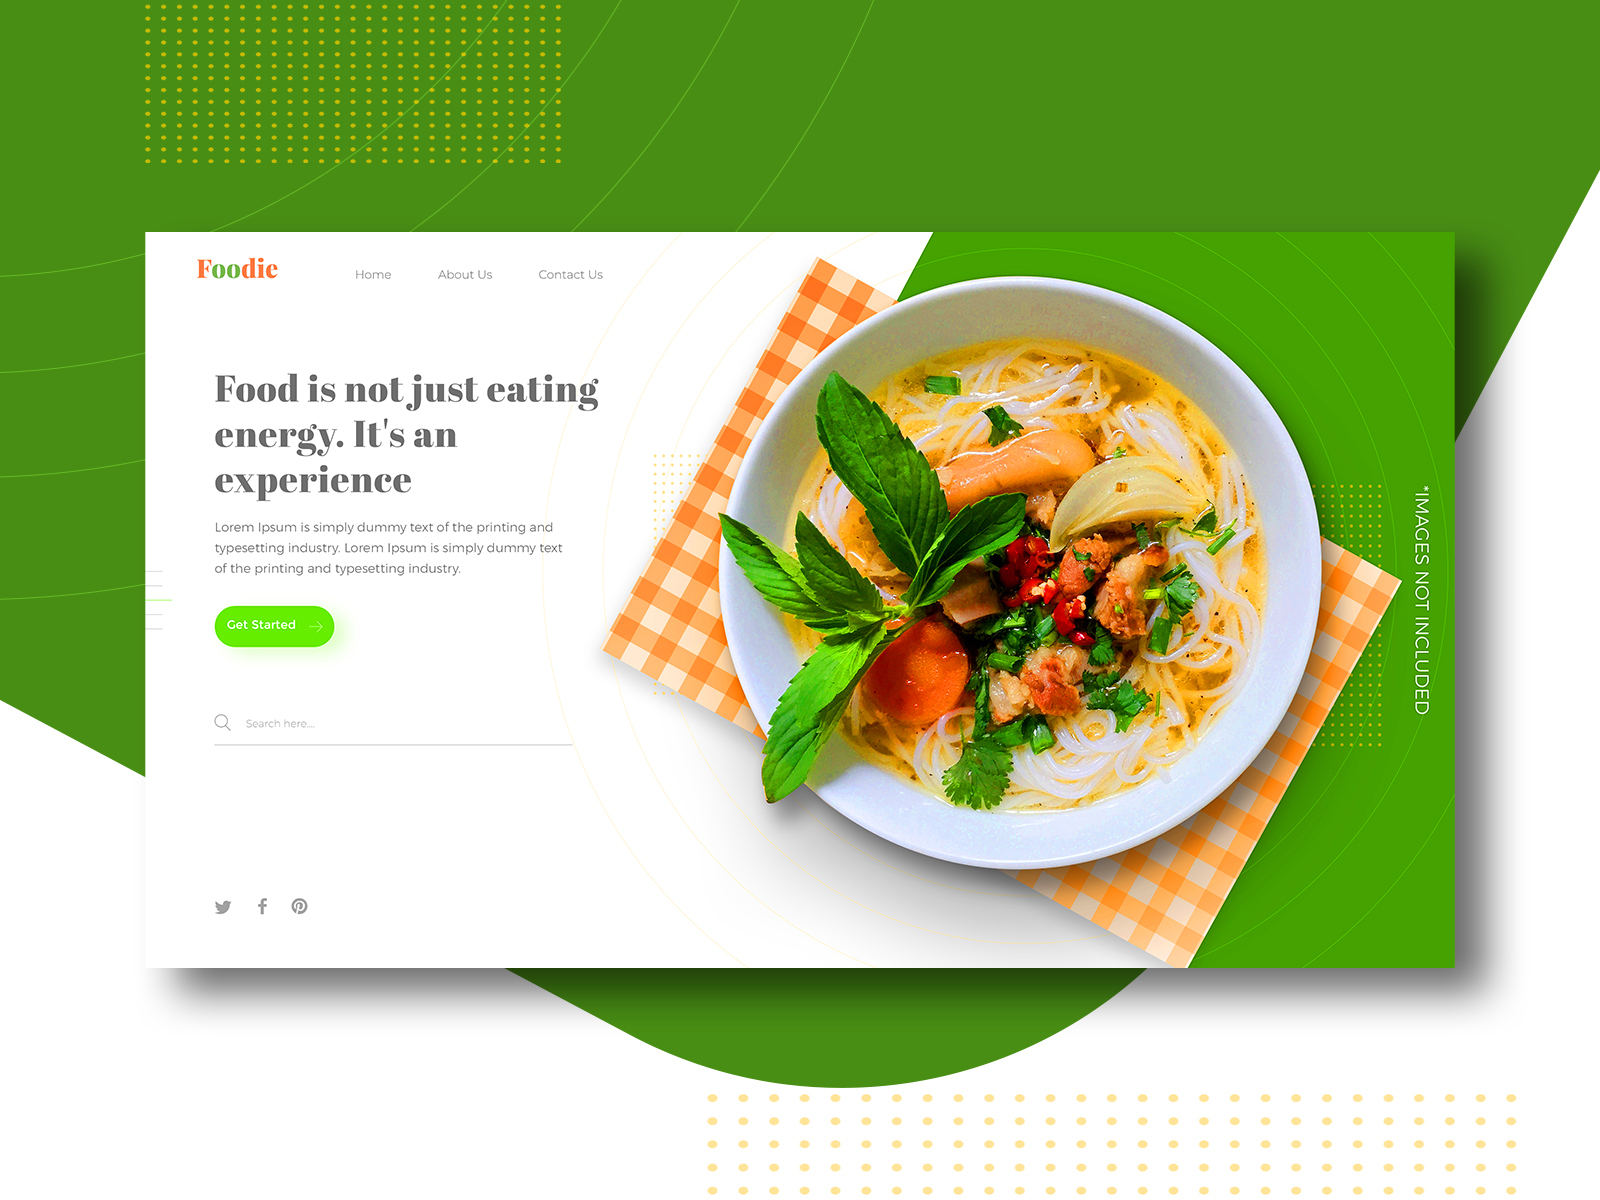 Foodie
Home About Us Contact Us
Food is not just eating
energy. It's an
experience
Lorem Ipsum is simply dummy text of the printing and
typesetting industry. Lorem Ipsum is simply dummy text
of the printing and typesetting industry.
Get Started
Search here....
*IMAGES NOT INCLUDED